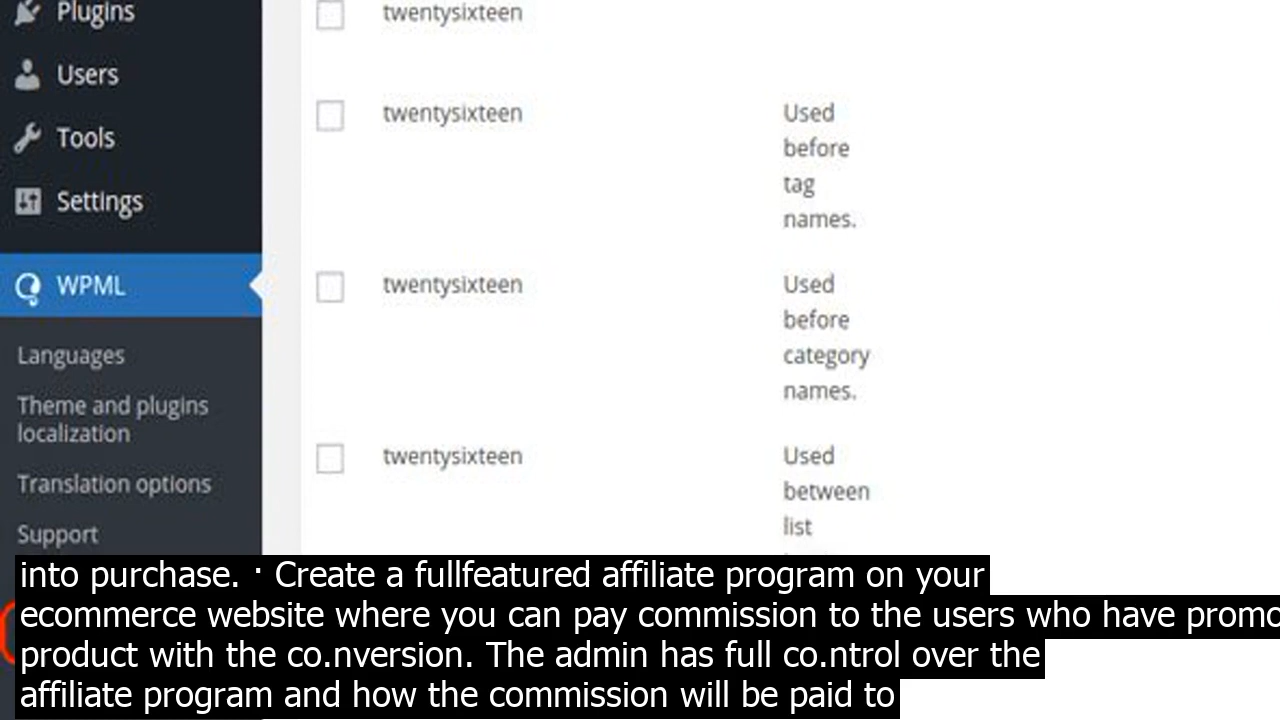 Plugins
Users
Tools
Settings
WPML
Languages
Theme and plugins
localization
Translation options
Support
twentysixteen
twentysixteen
Used
before
tag
names.
twentysixteen
Used
before
category
names.
twentysixteen
Used
between
list
into purchase. · Create a fullfeatured affiliate program on your
ecommerce website where you can pay commission to the users who have promo
product with the co.nversion. The admin has full co.ntrol over the
affiliate program and how the commission will be paid to